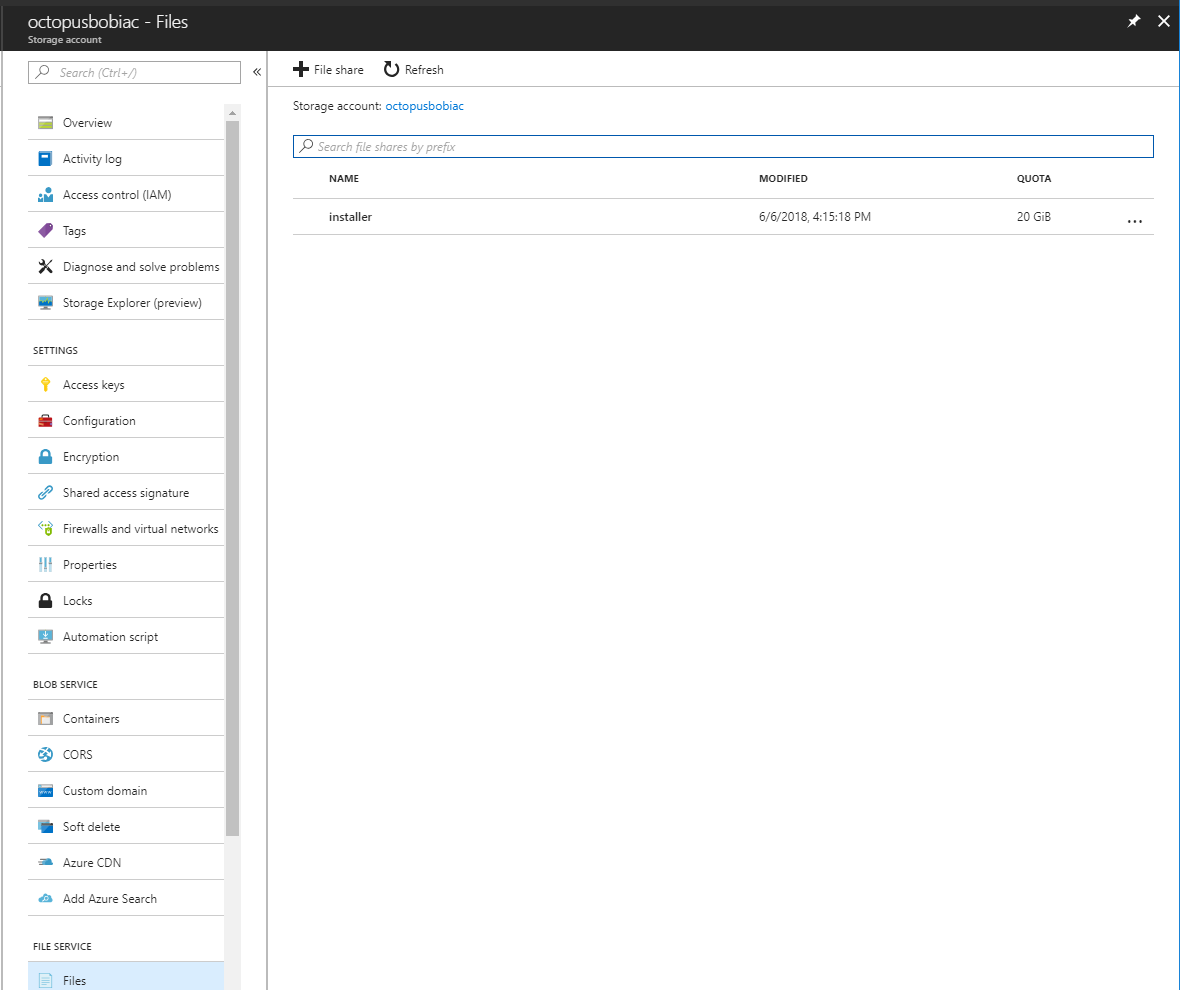 octopusbobiac - Files
Storage account
Search (Ctrl+/)
«
Overview
Activity log
Access control (IAM)
Tags
Diagnose and solve problems
Storage Explorer (preview)
SETTINGS
Access keys
Configuration
Encryption
Shared access signature
Firewalls and virtual networks
Properties
Locks
Automation script
BLOB SERVICE
Containers
CORS
Custom domain
Soft delete
Azure CDN
Add Azure Search
FILE SERVICE
Files
File share Refresh
Storage account: octopusbobiac
Search file shares by prefix
NAME MODIFIED QUOTA
installer 6/6/2018, 4:15:18 PM 20 GiB ...